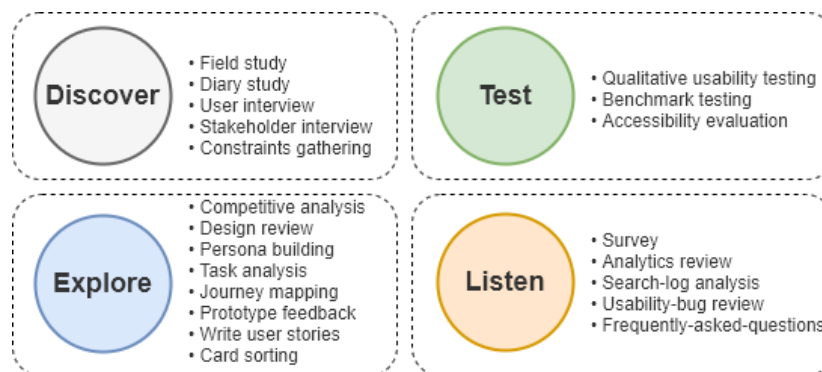 Discover
• Field study
• Diary study
• User interview
• Stakeholder interview
• Constraints gathering
Test
• Qualitative usability testing
• Benchmark testing
• Accessibility evaluation
Explore
• Competitive analysis
• Design review
• Persona building
• Task analysis
• Journey mapping
• Prototype feedback
• Write user stories
• Card sorting
Listen
• Survey
• Analytics review
• Search-log analysis
• Usability-bug review
• Frequently-asked-questions